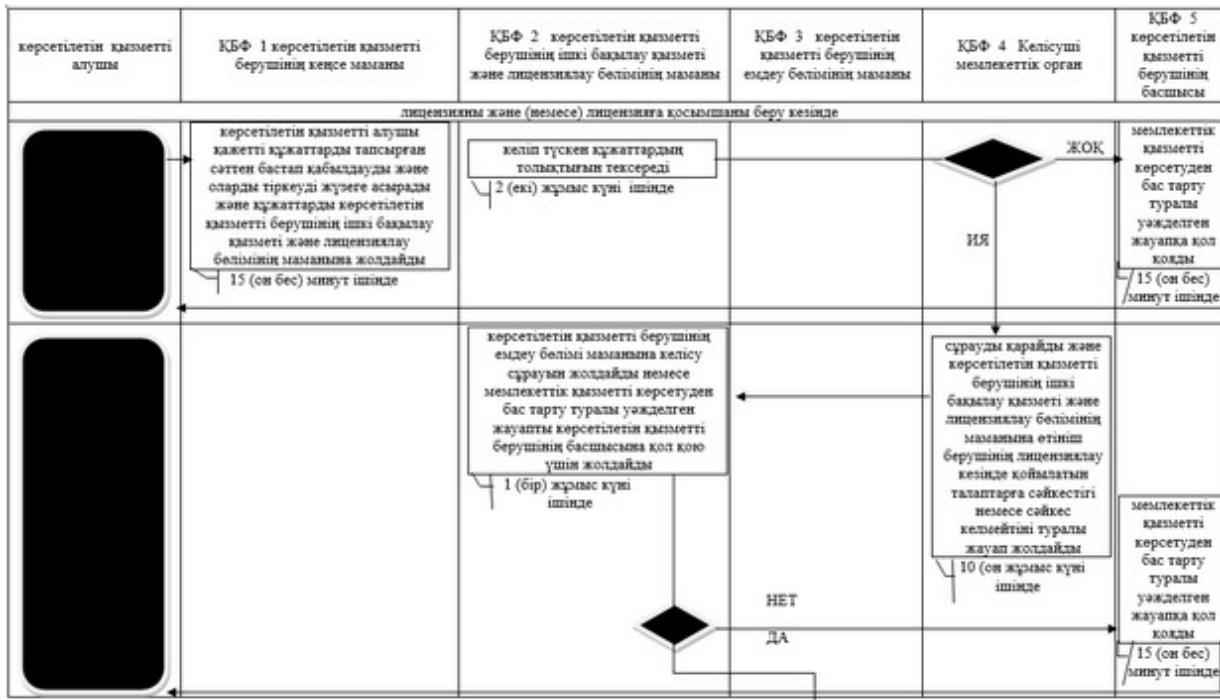 көрсетілетін қызметті
алушы
ҚБФ 1 көрсетілетін қызметті
берушінің кеңсе маманы
ҚБФ 2 көрсетілетін қызметті
берушінің ішкі бақылау қызметі
және лицензиялау бөлімінің маманы
ҚБФ 3 көрсетілетін
қызметті берушінің
емдеу бөлімінің маманы
ҚБФ 4 Келісуші
мемлекеттік орган
ҚБФ 5
көрсетілетін
қызметті
берушінің
басшысы
лицензияны және (немесе) лицензияға қосымшаны беру кезінде
көрсетілетін қызметті алушы
қажетті құжаттарды тапсырған
сәттен бастап қабылдауды және
оларды тіркеуді жүзеге асырады
және құжаттарды көрсетілетін
қызметті берушінің ішкі бақылау
қызметі және лицензиялау
бөлімінің маманына жолдайды
15 (он бес) минут ішінде
келіп түскен құжаттардың
толықтығын тексереді
2 (екі) жұмыс күні ішінде
ЖОҚ
ИЯ
мемлекеттік
қызметті
көрсетуден
бас тарту
туралы
уәжделген
жауапқа қол
қояды
15 (он бес)
минут ішінде
көрсетілетін қызметті берушінің
емдеу бөлімі маманына келісу
сұрауын жолдайды немесе
мемлекеттік қызметті көрсетуден
бас тарту туралы уәжделген
жауапты көрсетілетін қызметті
берушінің басшысына қол қою
үшін жолдайды
1 (бір) жұмыс күні
ішінде
сұрауды қарайды және
көрсетілетін қызметті
берушінің ішкі
бақылау қызметі және
лицензиялау бөлімінің
маманына өтініш
берушінің лицензиялау
кезінде қойылатын
талаптарға сәйкестігі
немесе сәйкес
келмейтіні туралы
жауап жолдайды
10 (он жұмыс күні
ішінде
НЕТ
ДА
мемлекеттік
қызметті
көрсетуден
бас тарту
туралы
уәжделген
жауапқа қол
қояды
15 (он бес)
минут ішінде